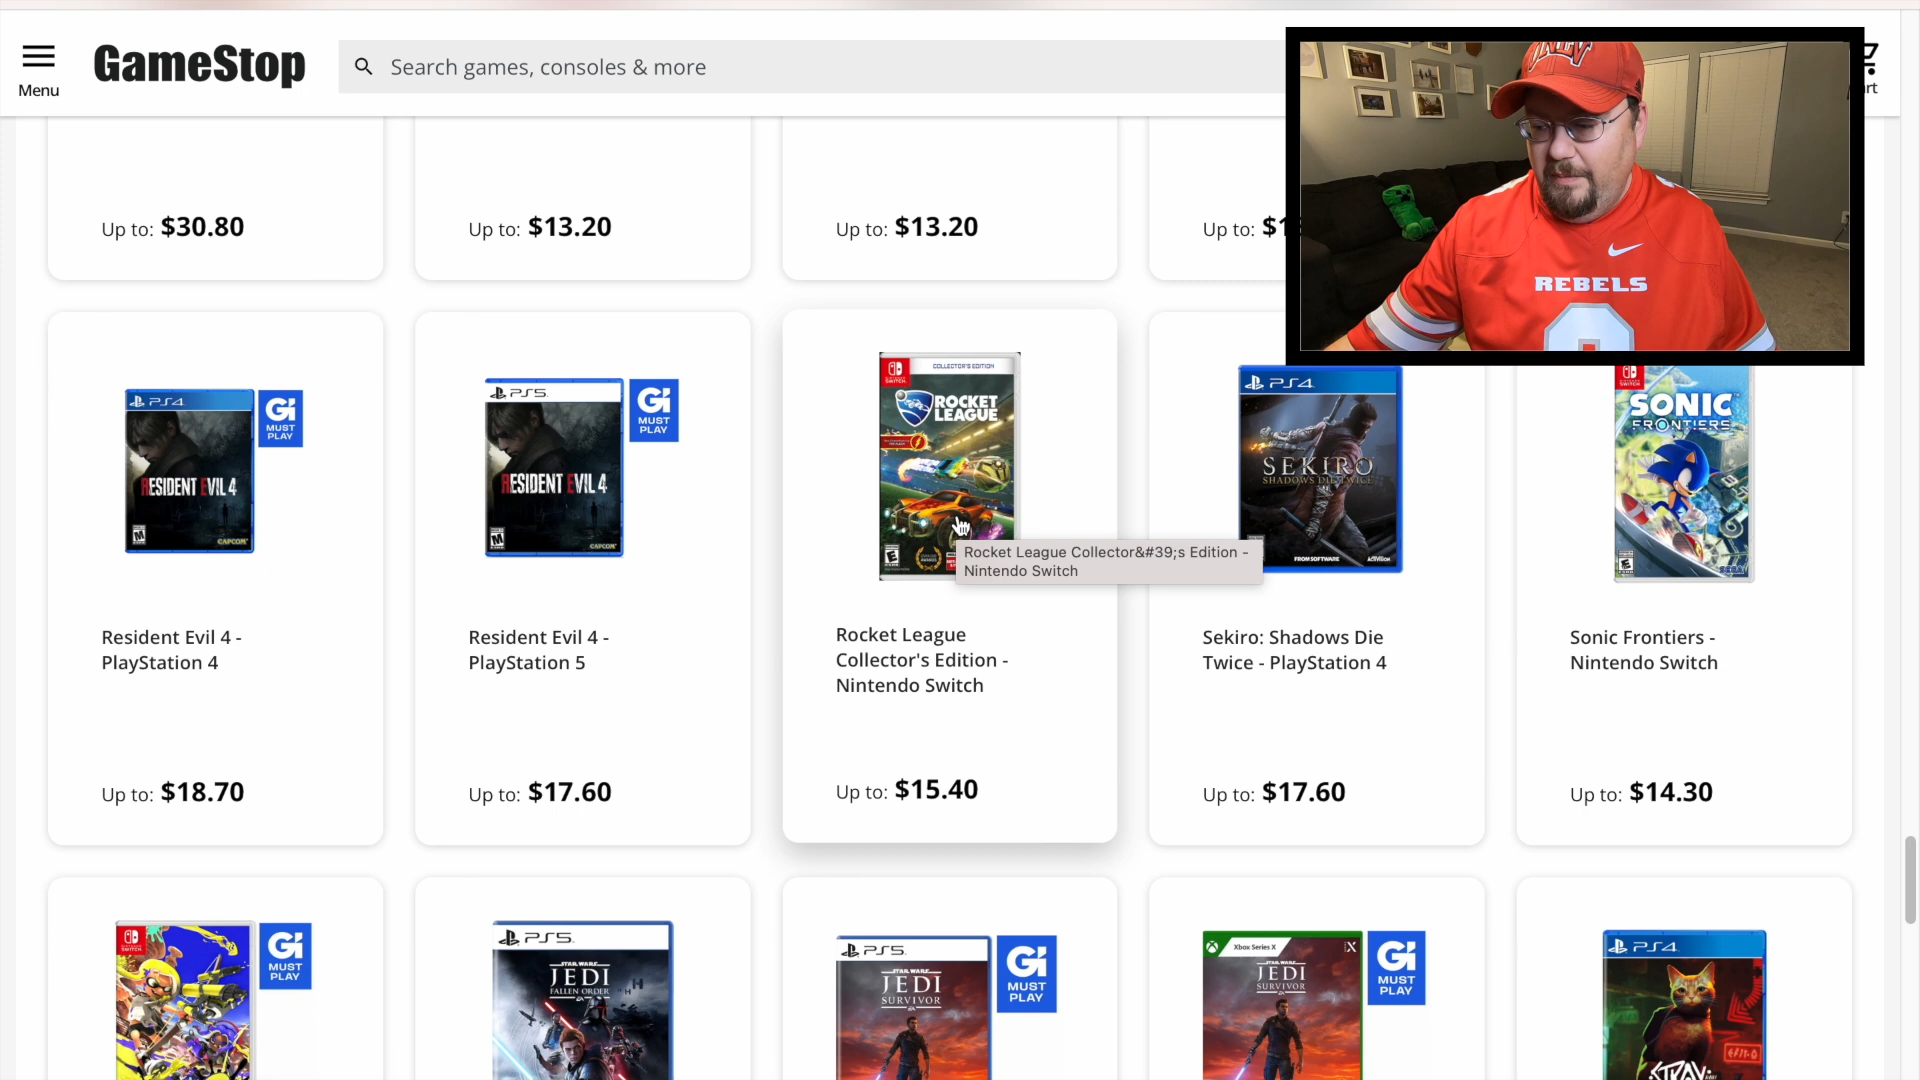 Menu
GameStop
Search games, consoles & more
Up to: $30.80
Up to: $13.20
Up to: $13.20
Up to:
REBELS
PS4
RESIDENT EVIL 4
M
CAPCOM
Gi
MUST
PLAY
Resident Evil 4 -
PlayStation 4
Up to: $18.70
PS5
RESIDENT EVIL 4
M
CAPCOM
Gi
MUST
PLAY
Resident Evil 4 -
PlayStation 5
Up to: $17.60
COLLECTOR'S EDITION
ROCKET
LEAGUE
E
Rocket League Collector&#39;s Edition -
Nintendo Switch
Rocket League
Collector's Edition -
Nintendo Switch
Up to: $15.40
PS4
SEKIRO
SHADOWS DIE TWICE
FROM SOFTWARE
ACTIVISION
Sekiro: Shadows Die
Twice - PlayStation 4
Up to: $17.60
SONIC
FRONTIERS
SEGA
Sonic Frontiers -
Nintendo Switch
Up to: $14.30
Gi
MUST
PLAY
PS5
STAR WARS
JEDI
FALLEN ORDER
PS5
STAR WARS
JEDI
SURVIVOR
Gi
MUST
PLAY
Xbox Series X
STAR WARS
JEDI
SURVIVOR
Gi
MUST
PLAY
PS4
STRAY